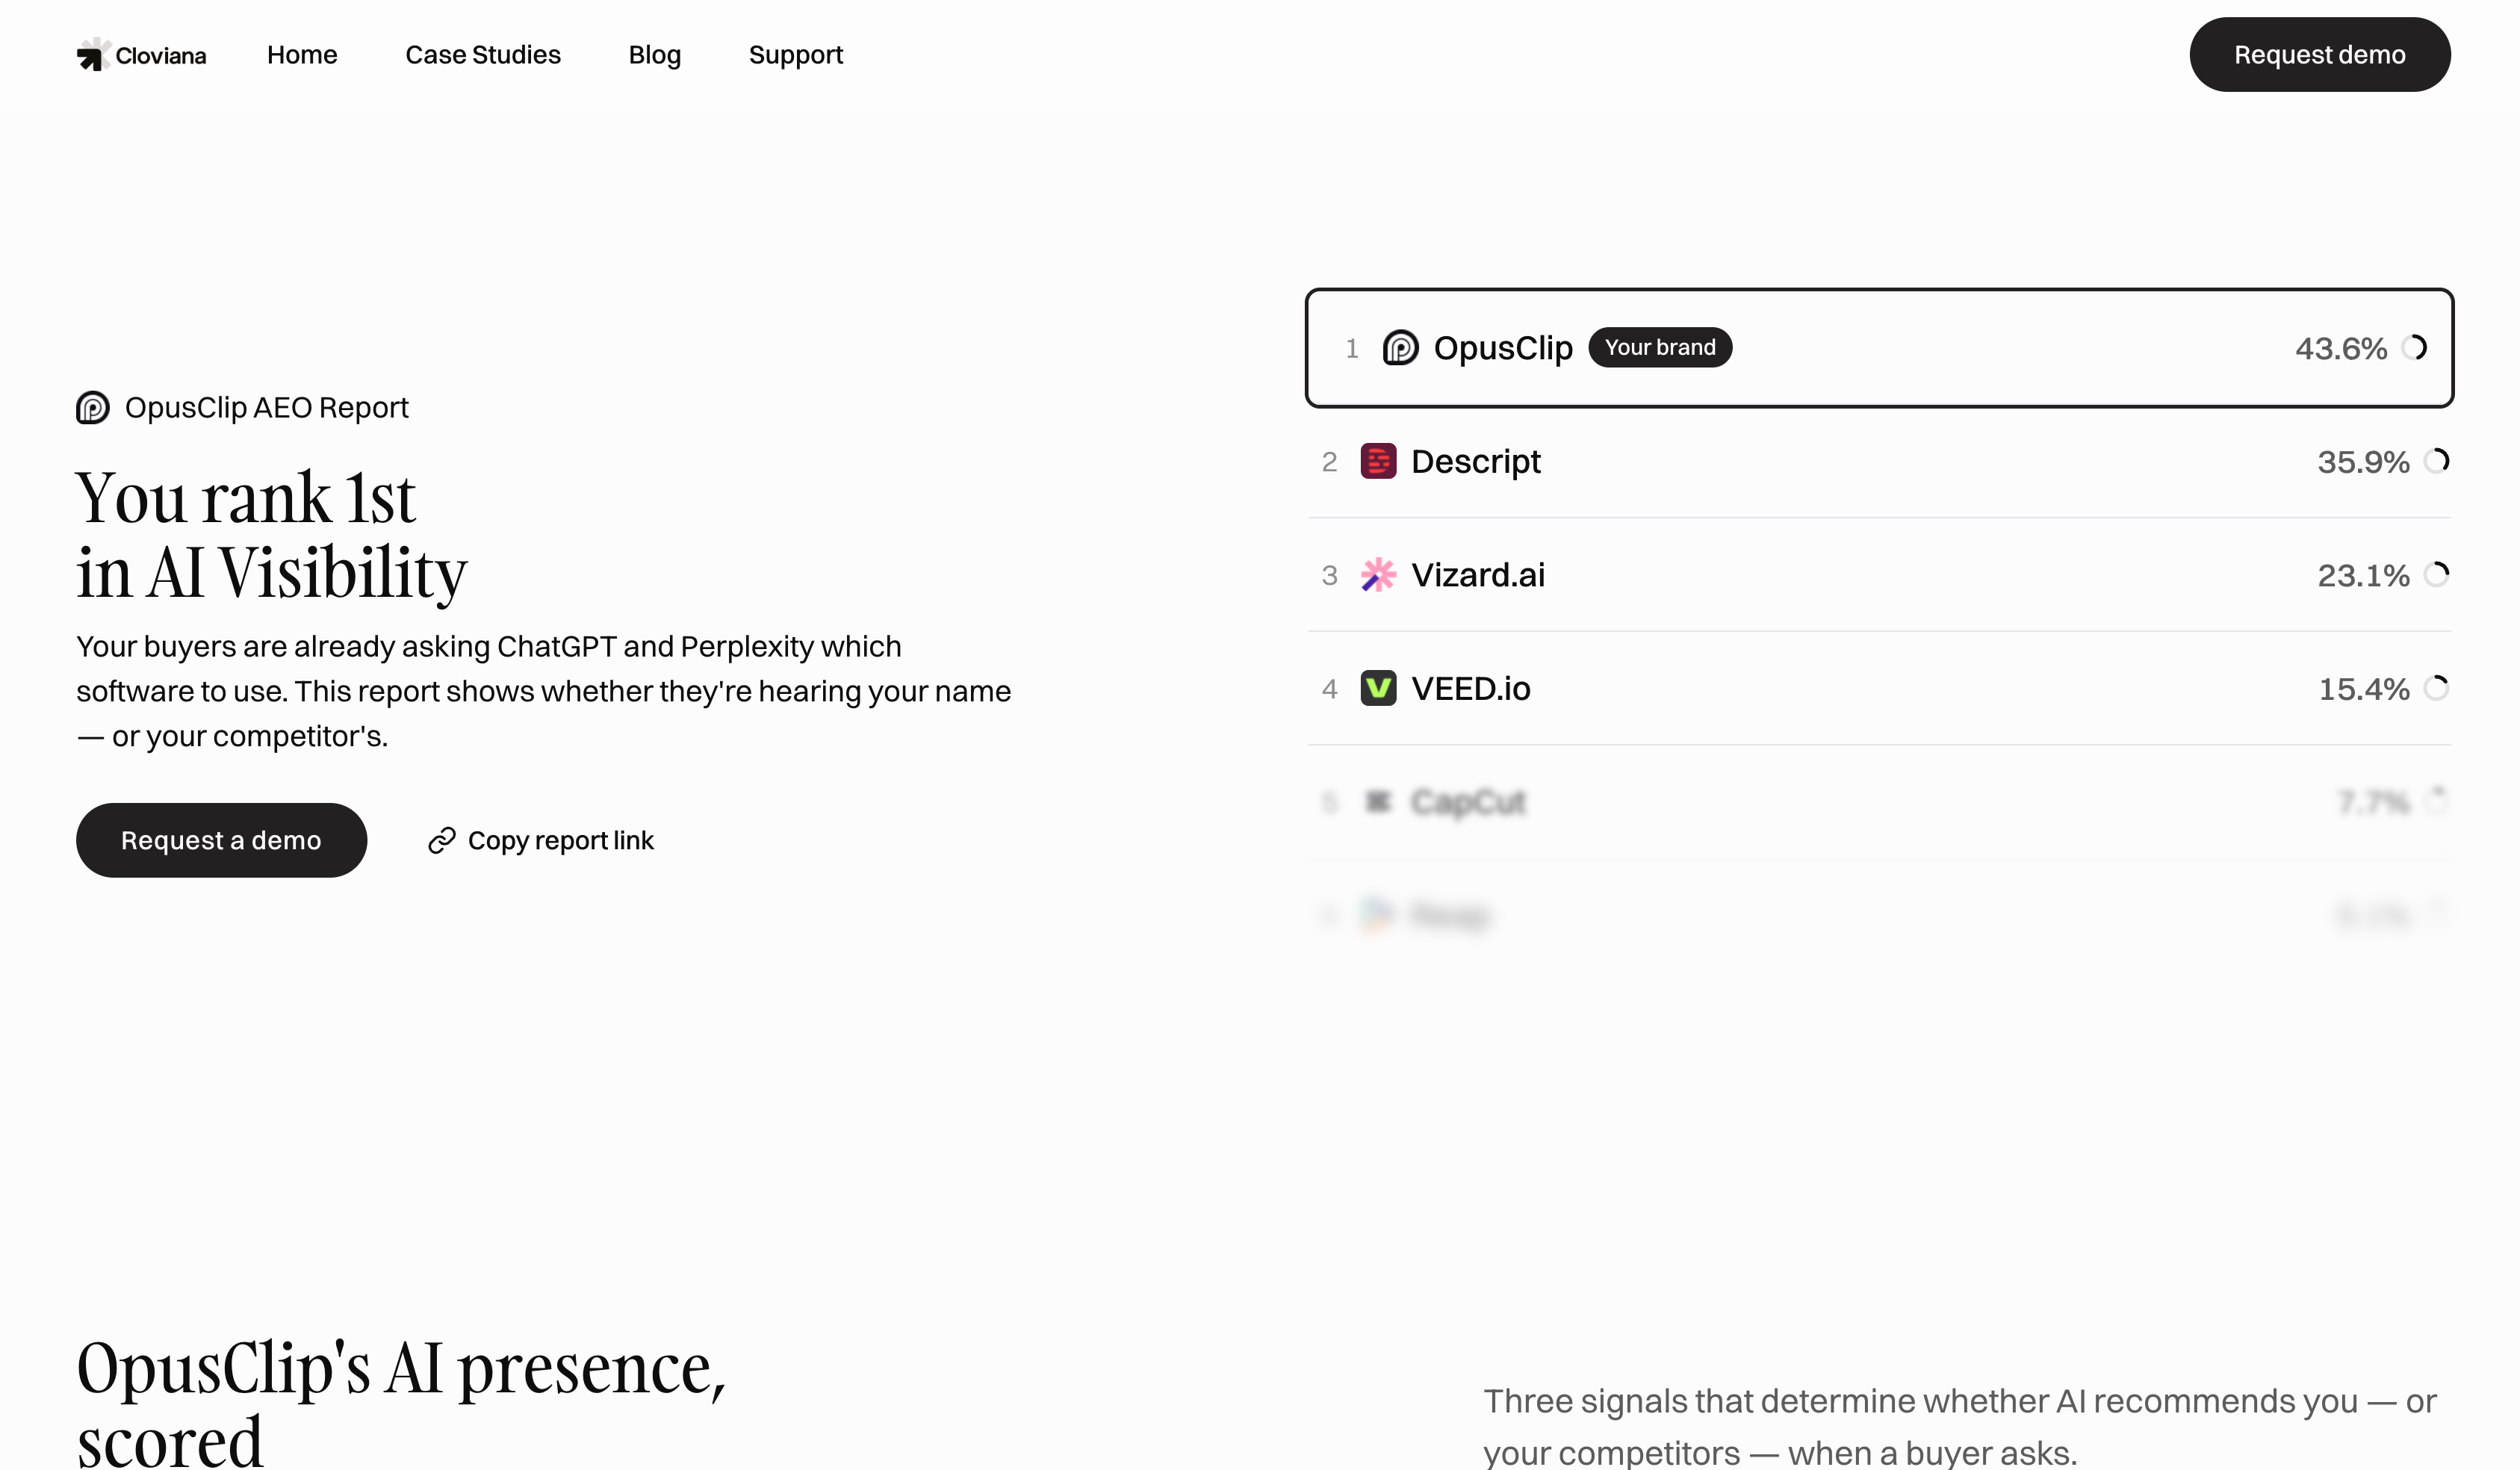 Cloviana
Home
Case Studies
Blog
Support
Request demo
OpusClip AEO Report
You rank 1st
in AI Visibility
Your buyers are already asking ChatGPT and Perplexity which
software to use. This report shows whether they're hearing your name
— or your competitor's.
Request a demo
Copy report link
1 OpusClip Your brand 43.6%
2 Descript 35.9%
3 Vizard.ai 23.1%
4 VEED.io 15.4%
5 CapCut 7.7%
OpusClip's AI presence,
scored
Three signals that determine whether AI recommends you — or
your competitors — when a buyer asks.